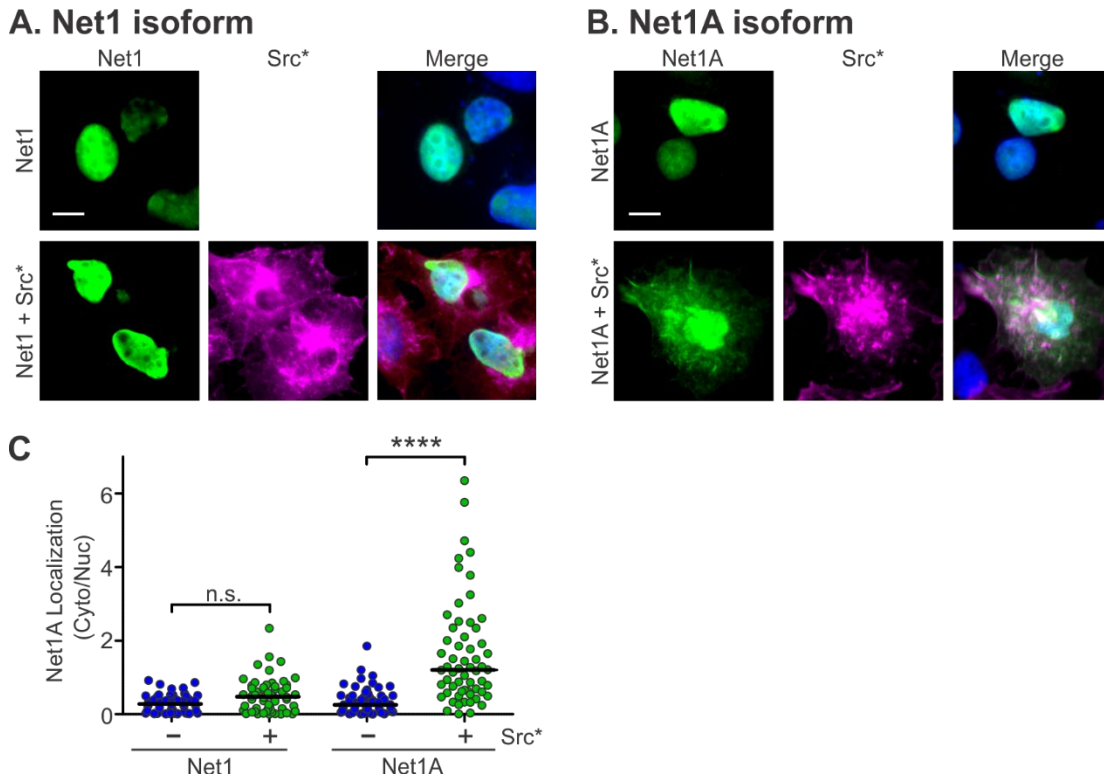 A. Net1 isoform
Net1 Src* Merge
Net1
Net1 + Src*
B. Net1A isoform
Net1A Src* Merge
Net1A
Net1A + Src*
C
Net1A Localization
(Cyto/Nuc)
6
4
2
0
n.s.
****
− + − + Src*
Net1 Net1A